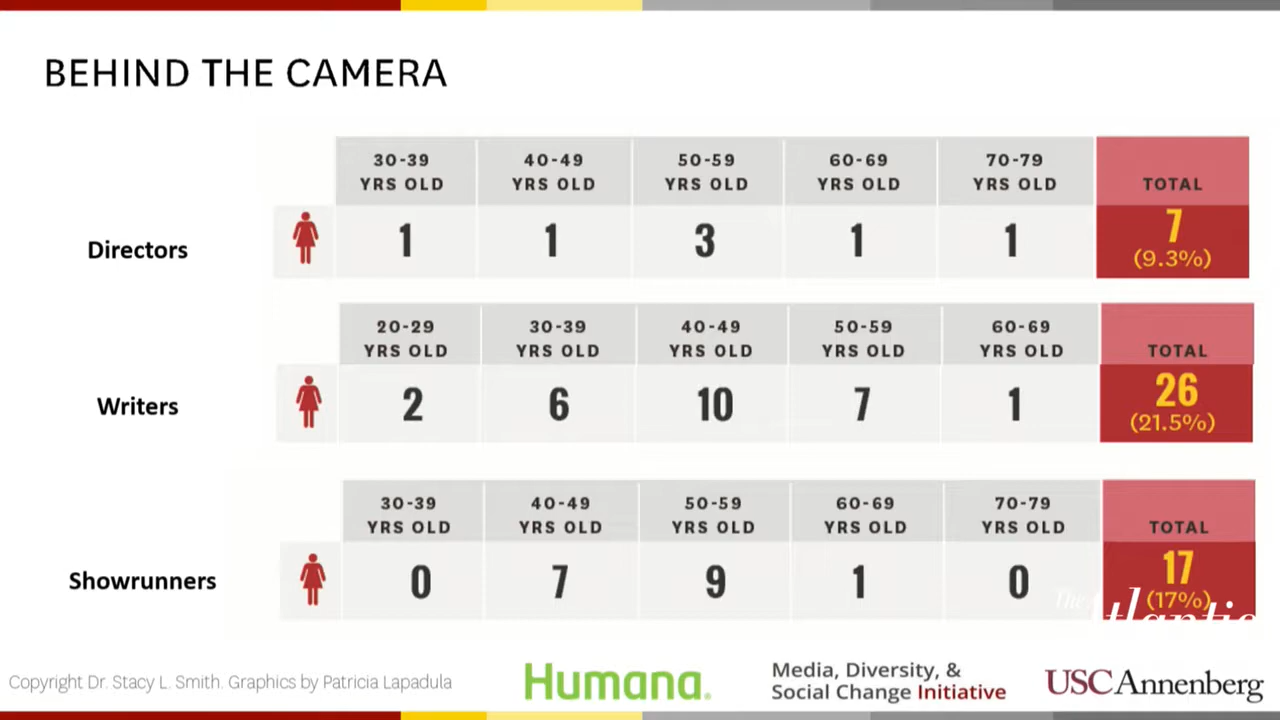 BEHIND THE CAMERA
30-39 40-49 50-59 60-69 70-79
YRS OLD YRS OLD YRS OLD YRS OLD YRS OLD TOTAL
Directors 1 1 3 1 1 7
(9.3%)
20-29 30-39 40-49 50-59 60-69
YRS OLD YRS OLD YRS OLD YRS OLD YRS OLD TOTAL
Writers 2 6 10 7 1 26
(21.5%)
30-39 40-49 50-59 60-69 70-79
YRS OLD YRS OLD YRS OLD YRS OLD YRS OLD TOTAL
Showrunners 0 7 9 1 0 17
(17%)
The Atlantic
Copyright Dr. Stacy L. Smith. Graphics by Patricia Lapadula
Humana.
Media, Diversity, &
Social Change Initiative
USC Annenberg